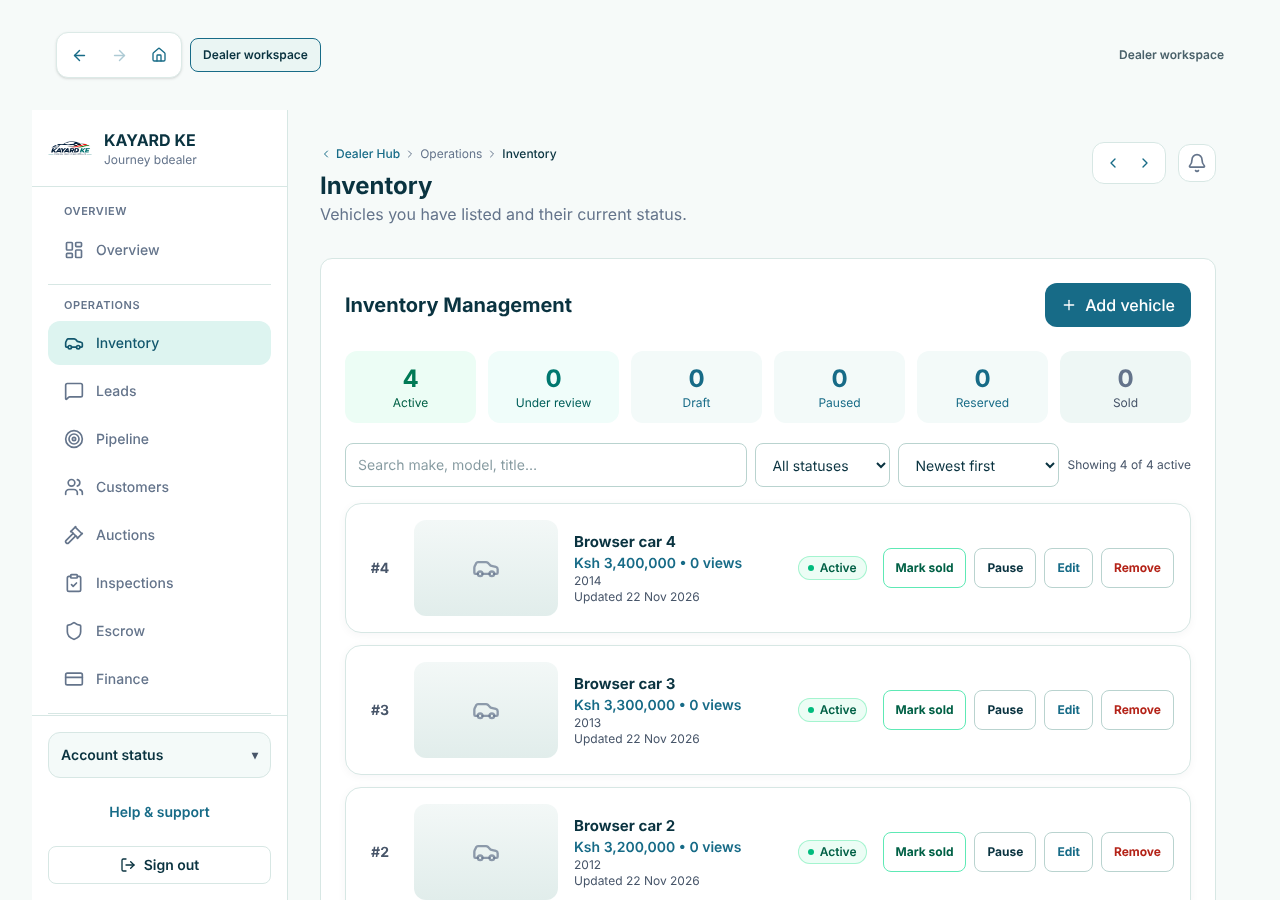 Dealer workspace
Dealer workspace
KAYARD KE
KAYARD KE
Journey bdealer
OVERVIEW
Overview
OPERATIONS
Inventory
Leads
Pipeline
Customers
Auctions
Inspections
Escrow
Finance
Account status
Help & support
Sign out
Dealer Hub
Operations
Inventory
Inventory
Vehicles you have listed and their current status.
Inventory Management
+ Add vehicle
4
Active
0
Under review
0
Draft
0
Paused
0
Reserved
0
Sold
Search make, model, title...
All statuses
Newest first
Showing 4 of 4 active
#4
Browser car 4
Ksh 3,400,000 • 0 views
2014
Updated 22 Nov 2026
Active
Mark sold
Pause
Edit
Remove
#3
Browser car 3
Ksh 3,300,000 • 0 views
2013
Updated 22 Nov 2026
Active
Mark sold
Pause
Edit
Remove
#2
Browser car 2
Ksh 3,200,000 • 0 views
2012
Updated 22 Nov 2026
Active
Mark sold
Pause
Edit
Remove